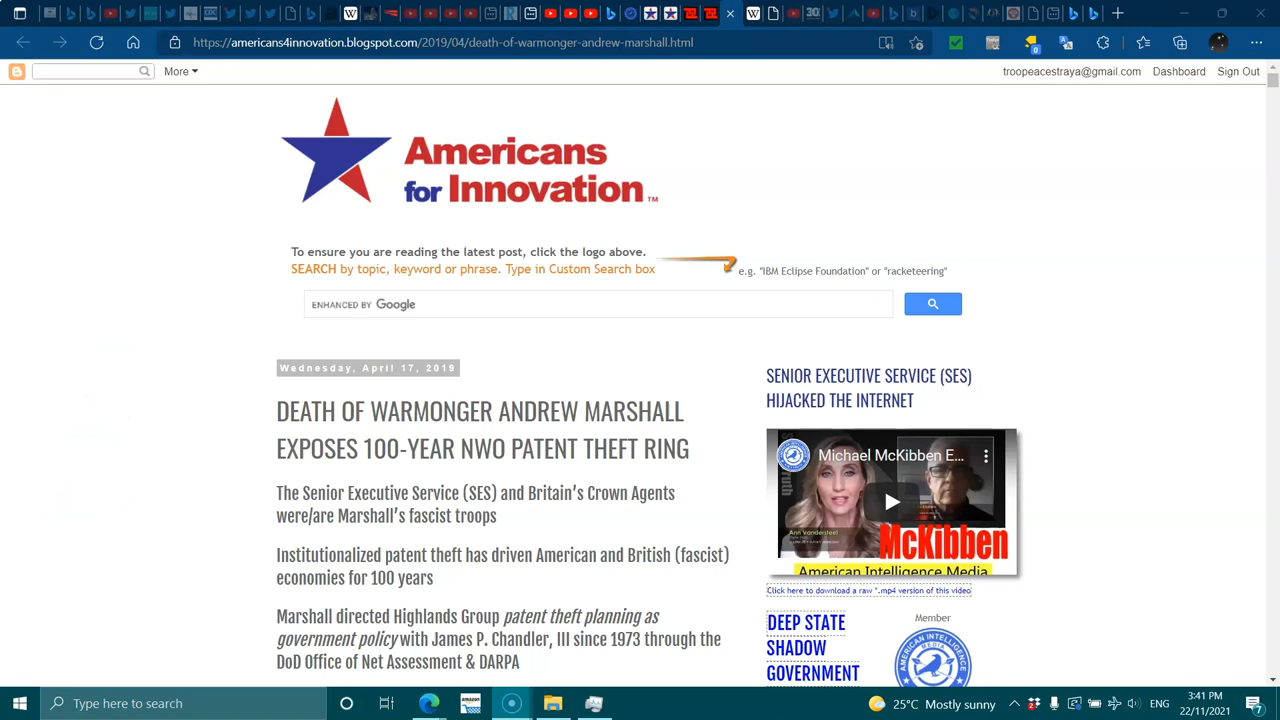 https://americans4innovation.blogspot.com/2019/04/death-of-warmonger-andrew-marshall.html
More
troopeacestraya@gmail.com Dashboard Sign Out
Americans
for Innovation™
To ensure you are reading the latest post, click the logo above.
SEARCH by topic, keyword or phrase. Type in Custom Search box
e.g. "IBM Eclipse Foundation" or "racketeering"
ENHANCED BY Google
Wednesday, April 17, 2019
DEATH OF WARMONGER ANDREW MARSHALL
EXPOSES 100-YEAR NWO PATENT THEFT RING
The Senior Executive Service (SES) and Britain’s Crown Agents
were/are Marshall’s fascist troops
Institutionalized patent theft has driven American and British (fascist)
economies for 100 years
Marshall directed Highlands Group patent theft planning as
government policy with James P. Chandler, III since 1973 through the
DoD Office of Net Assessment & DARPA
SENIOR EXECUTIVE SERVICE (SES)
HIJACKED THE INTERNET
Michael McKibben E...
Ann Vandersteel
McKibben
American Intelligence Media
Click here to download a raw *.mp4 version of this video
DEEP STATE
SHADOW
GOVERNMENT
Member
AMERICAN INTELLIGENCE
MEDIA
Type here to search
amazon
25°C Mostly sunny
ENG
3:41 PM
22/11/2021
7